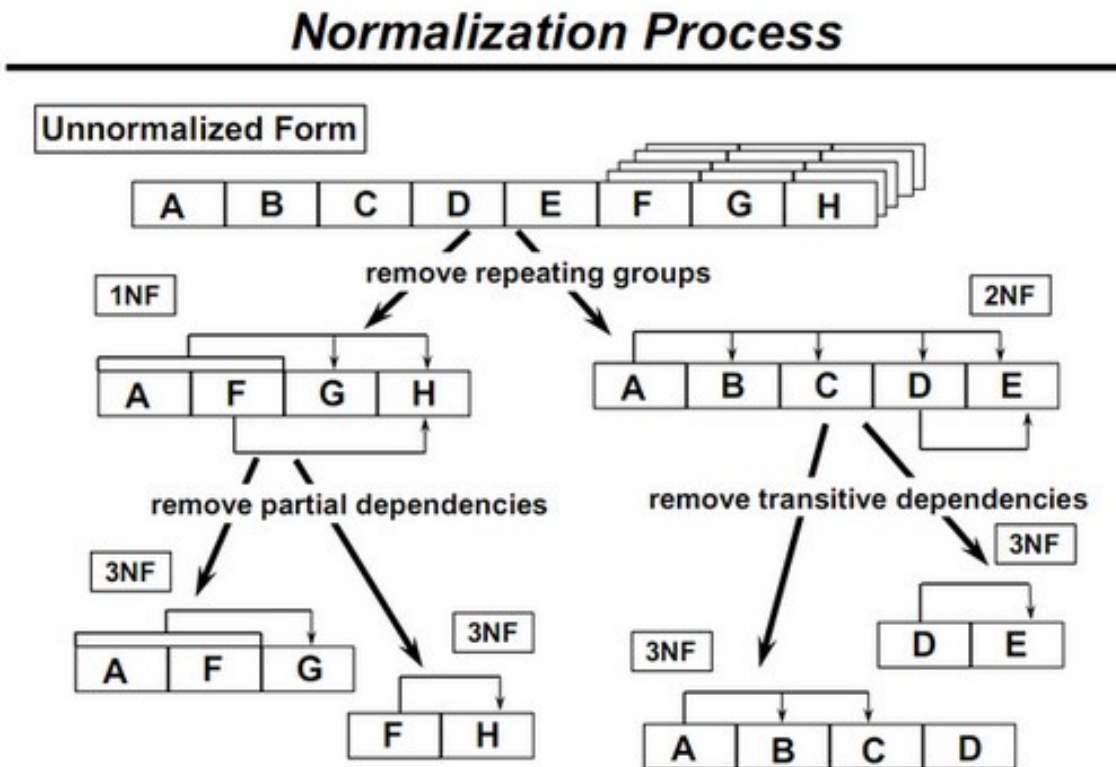 Normalization Process
Unnormalized Form
A B C D E F G H
remove repeating groups
1NF
2NF
A F G H
A B C D E
remove partial dependencies
remove transitive dependencies
3NF
3NF
3NF
3NF
A F G
F H
D E
A B C D